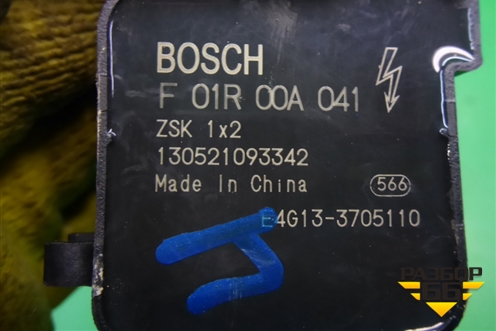 BOSCH
F 01R 00A 041
ZSK 1x2
130521093342
Made In China 566
E4G13-3705110
РАЗБОР
66